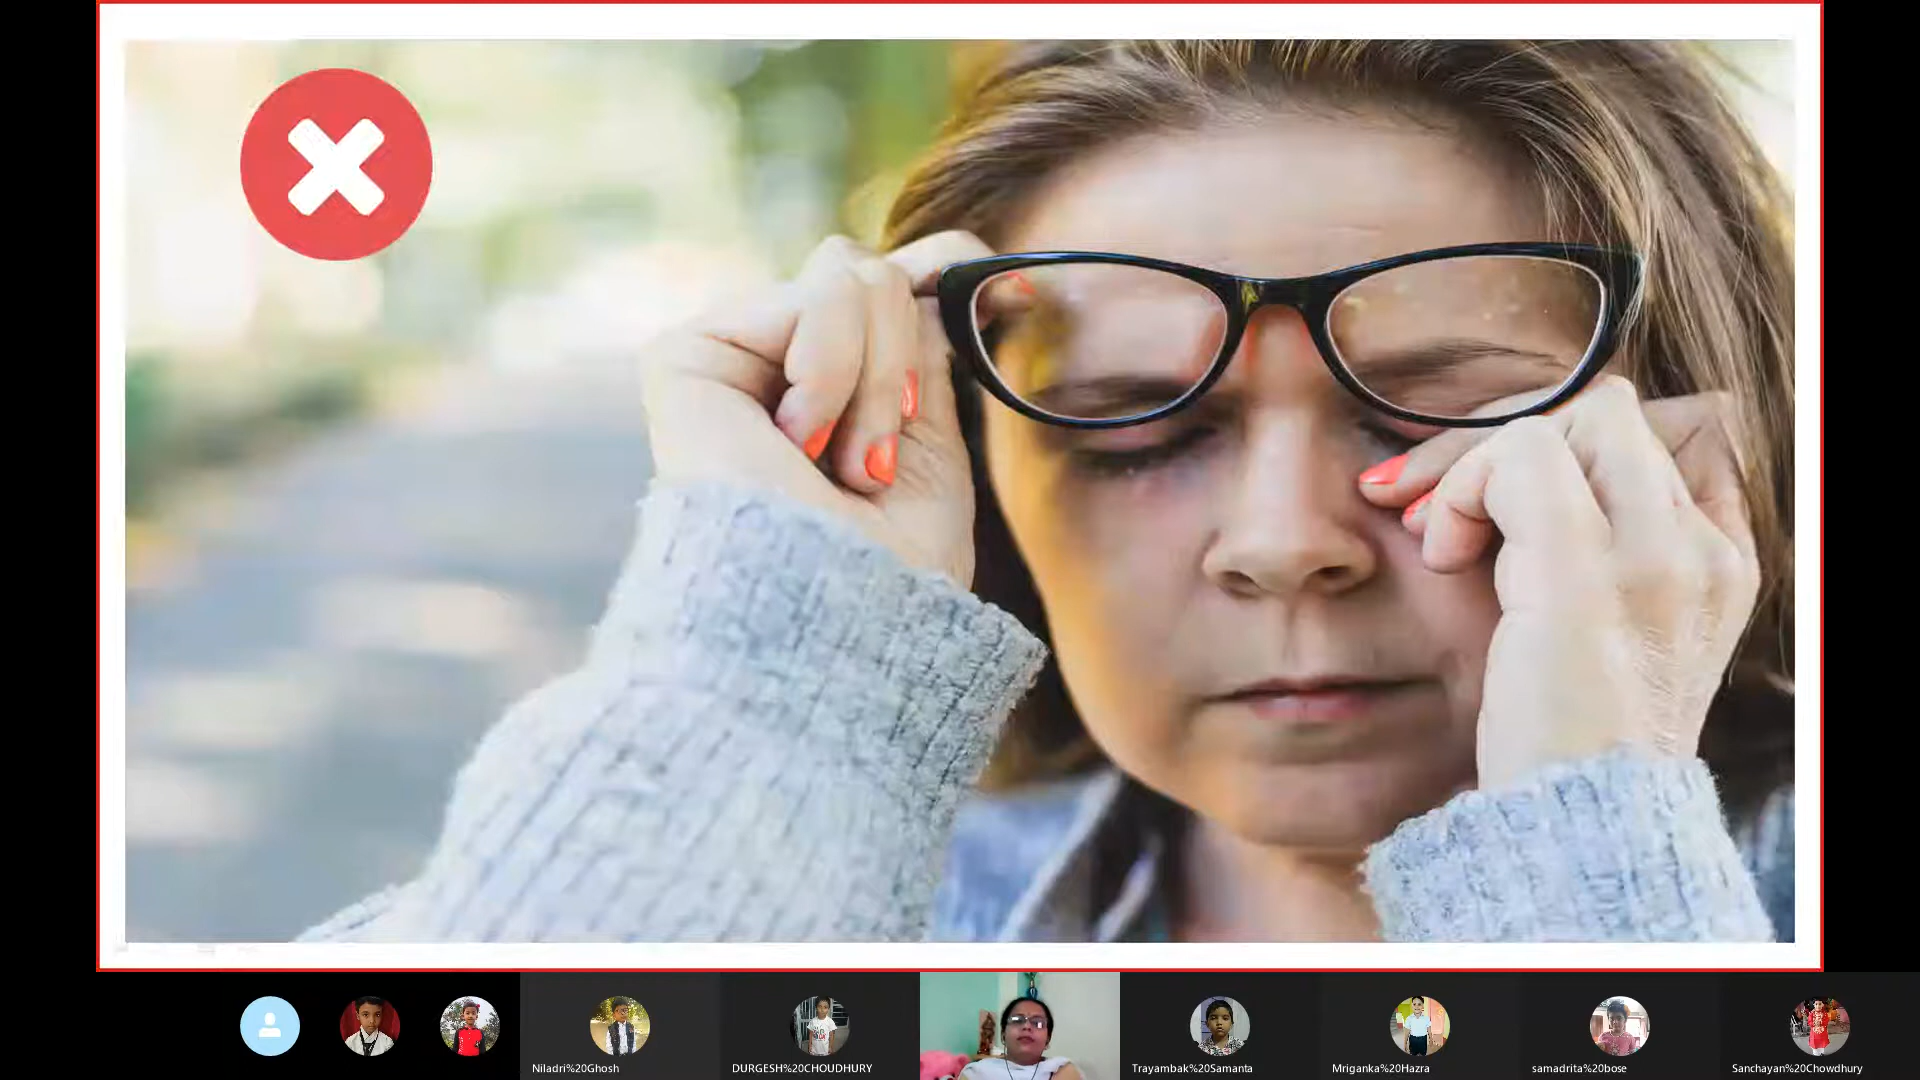 Niladri%20Ghosh
DURGESH%20CHOUDHURY
Trayambak%20Samanta
Mriganka%20Hazra
samadrita%20bose
Sanchayan%20Chowdhury